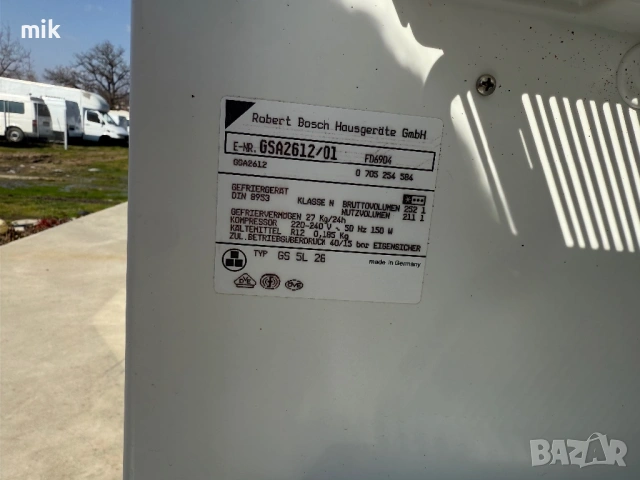 mik
Robert Bosch Hausgeräte GmbH
E-NR. GSA2612/01 FD6904
GSA2612 0 705 254 584
GEFRIERGERÄT
DIN 8953 KLASSE N BRUTTOVOLUMEN 252 l
NUTZVOLUMEN 211 l
GEFRIERVERMÖGEN 27 Kg/24h
KOMPRESSOR 220-240 V ~ 50 Hz 150 W
KÄLTEMITTEL R12 0,185 Kg
ZUL. BETRIEBSÜBERDRUCK 40/15 bar EIGENSICHER
TYP GS 5L 26 made in Germany
DVE
BAZAR